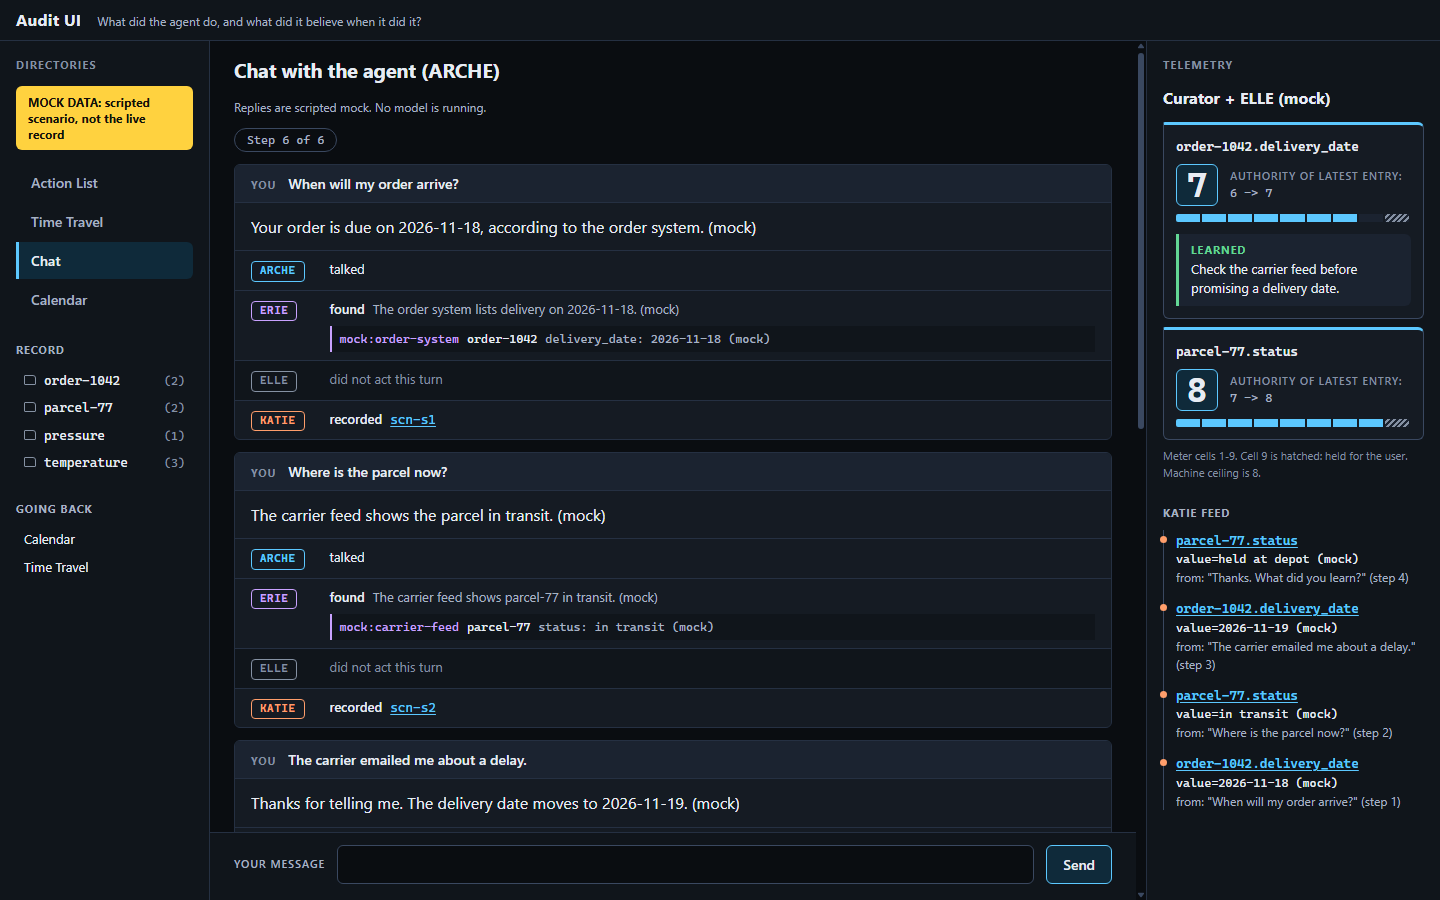 Audit UI
What did the agent do, and what did it believe when it did it?
DIRECTORIES
MOCK DATA: scripted
scenario, not the live
record
Action List
Time Travel
Chat
Calendar
RECORD
order-1042 (2)
parcel-77 (2)
pressure (1)
temperature (3)
GOING BACK
Calendar
Time Travel
Chat with the agent (ARCHE)
Replies are scripted mock. No model is running.
Step 6 of 6
YOU When will my order arrive?
Your order is due on 2026-11-18, according to the order system. (mock)
ARCHE talked
ERIE found The order system lists delivery on 2026-11-18. (mock)
mock:order-system order-1042 delivery_date: 2026-11-18 (mock)
ELLE did not act this turn
KATIE recorded scn-s1
YOU Where is the parcel now?
The carrier feed shows the parcel in transit. (mock)
ARCHE talked
ERIE found The carrier feed shows parcel-77 in transit. (mock)
mock:carrier-feed parcel-77 status: in transit (mock)
ELLE did not act this turn
KATIE recorded scn-s2
YOU The carrier emailed me about a delay.
Thanks for telling me. The delivery date moves to 2026-11-19. (mock)
YOUR MESSAGE
Send
TELEMETRY
Curator + ELLE (mock)
order-1042.delivery_date
7
AUTHORITY OF LATEST ENTRY:
6 -> 7
LEARNED
Check the carrier feed before
promising a delivery date.
parcel-77.status
8
AUTHORITY OF LATEST ENTRY:
7 -> 8
Meter cells 1-9. Cell 9 is hatched: held for the user.
Machine ceiling is 8.
KATIE FEED
parcel-77.status
value=held at depot (mock)
from: "Thanks. What did you learn?" (step 4)
order-1042.delivery_date
value=2026-11-19 (mock)
from: "The carrier emailed me about a delay."
(step 3)
parcel-77.status
value=in transit (mock)
from: "Where is the parcel now?" (step 2)
order-1042.delivery_date
value=2026-11-18 (mock)
from: "When will my order arrive?" (step 1)